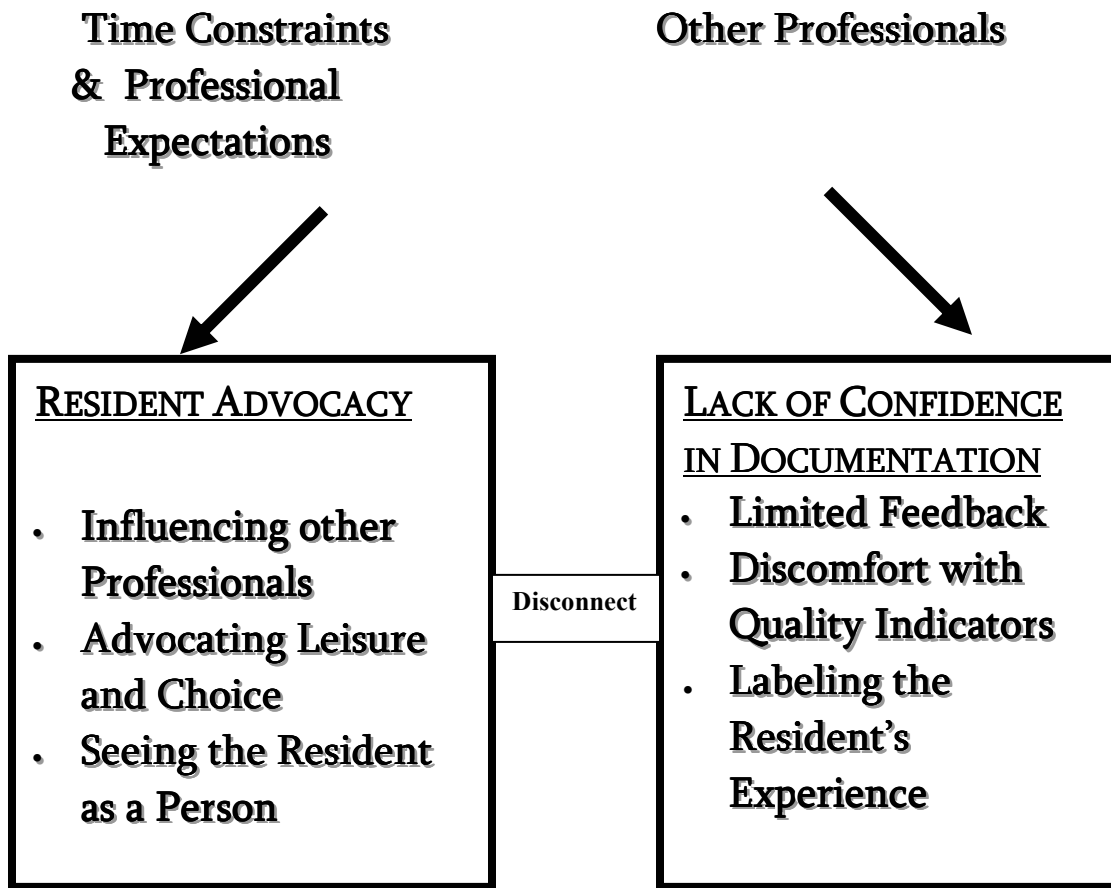 Time Constraints
& Professional
Expectations
Other Professionals
RESIDENT ADVOCACY
• Influencing other
Professionals
• Advocating Leisure
and Choice
• Seeing the Resident
as a Person
Disconnect
LACK OF CONFIDENCE
IN DOCUMENTATION
• Limited Feedback
• Discomfort with
Quality Indicators
• Labeling the
Resident’s
Experience